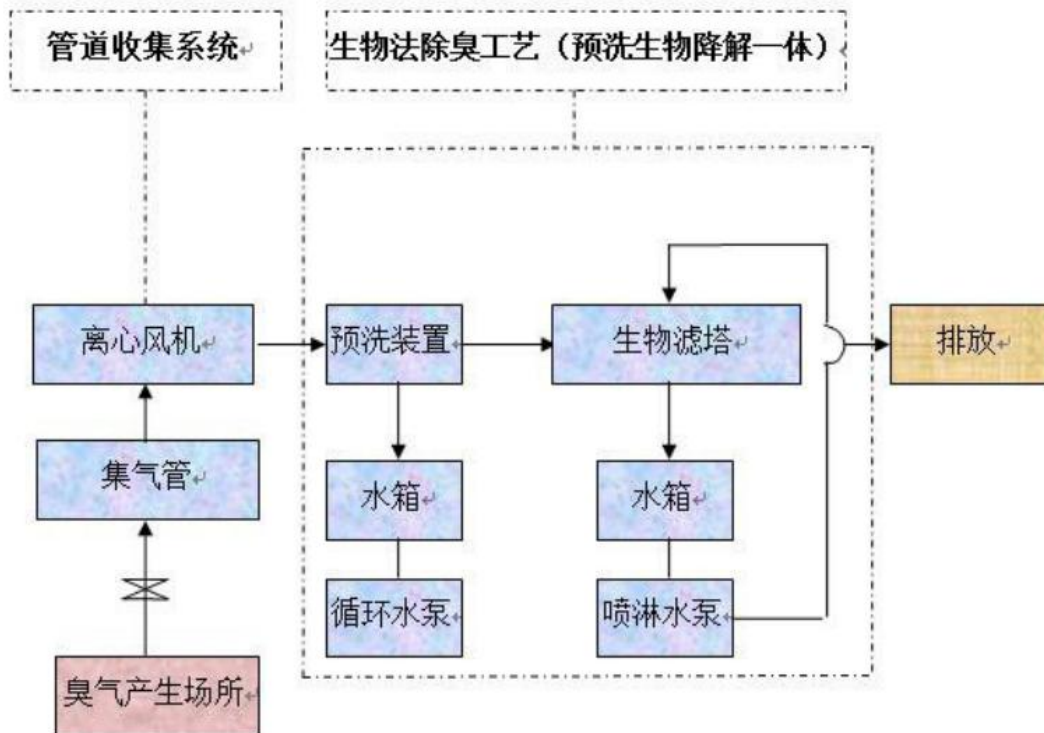 管道收集系统
生物法除臭工艺（预洗生物降解一体）
离心风机
预洗装置
生物滤塔
排放
集气管
水箱
水箱
循环水泵
喷淋水泵
臭气产生场所